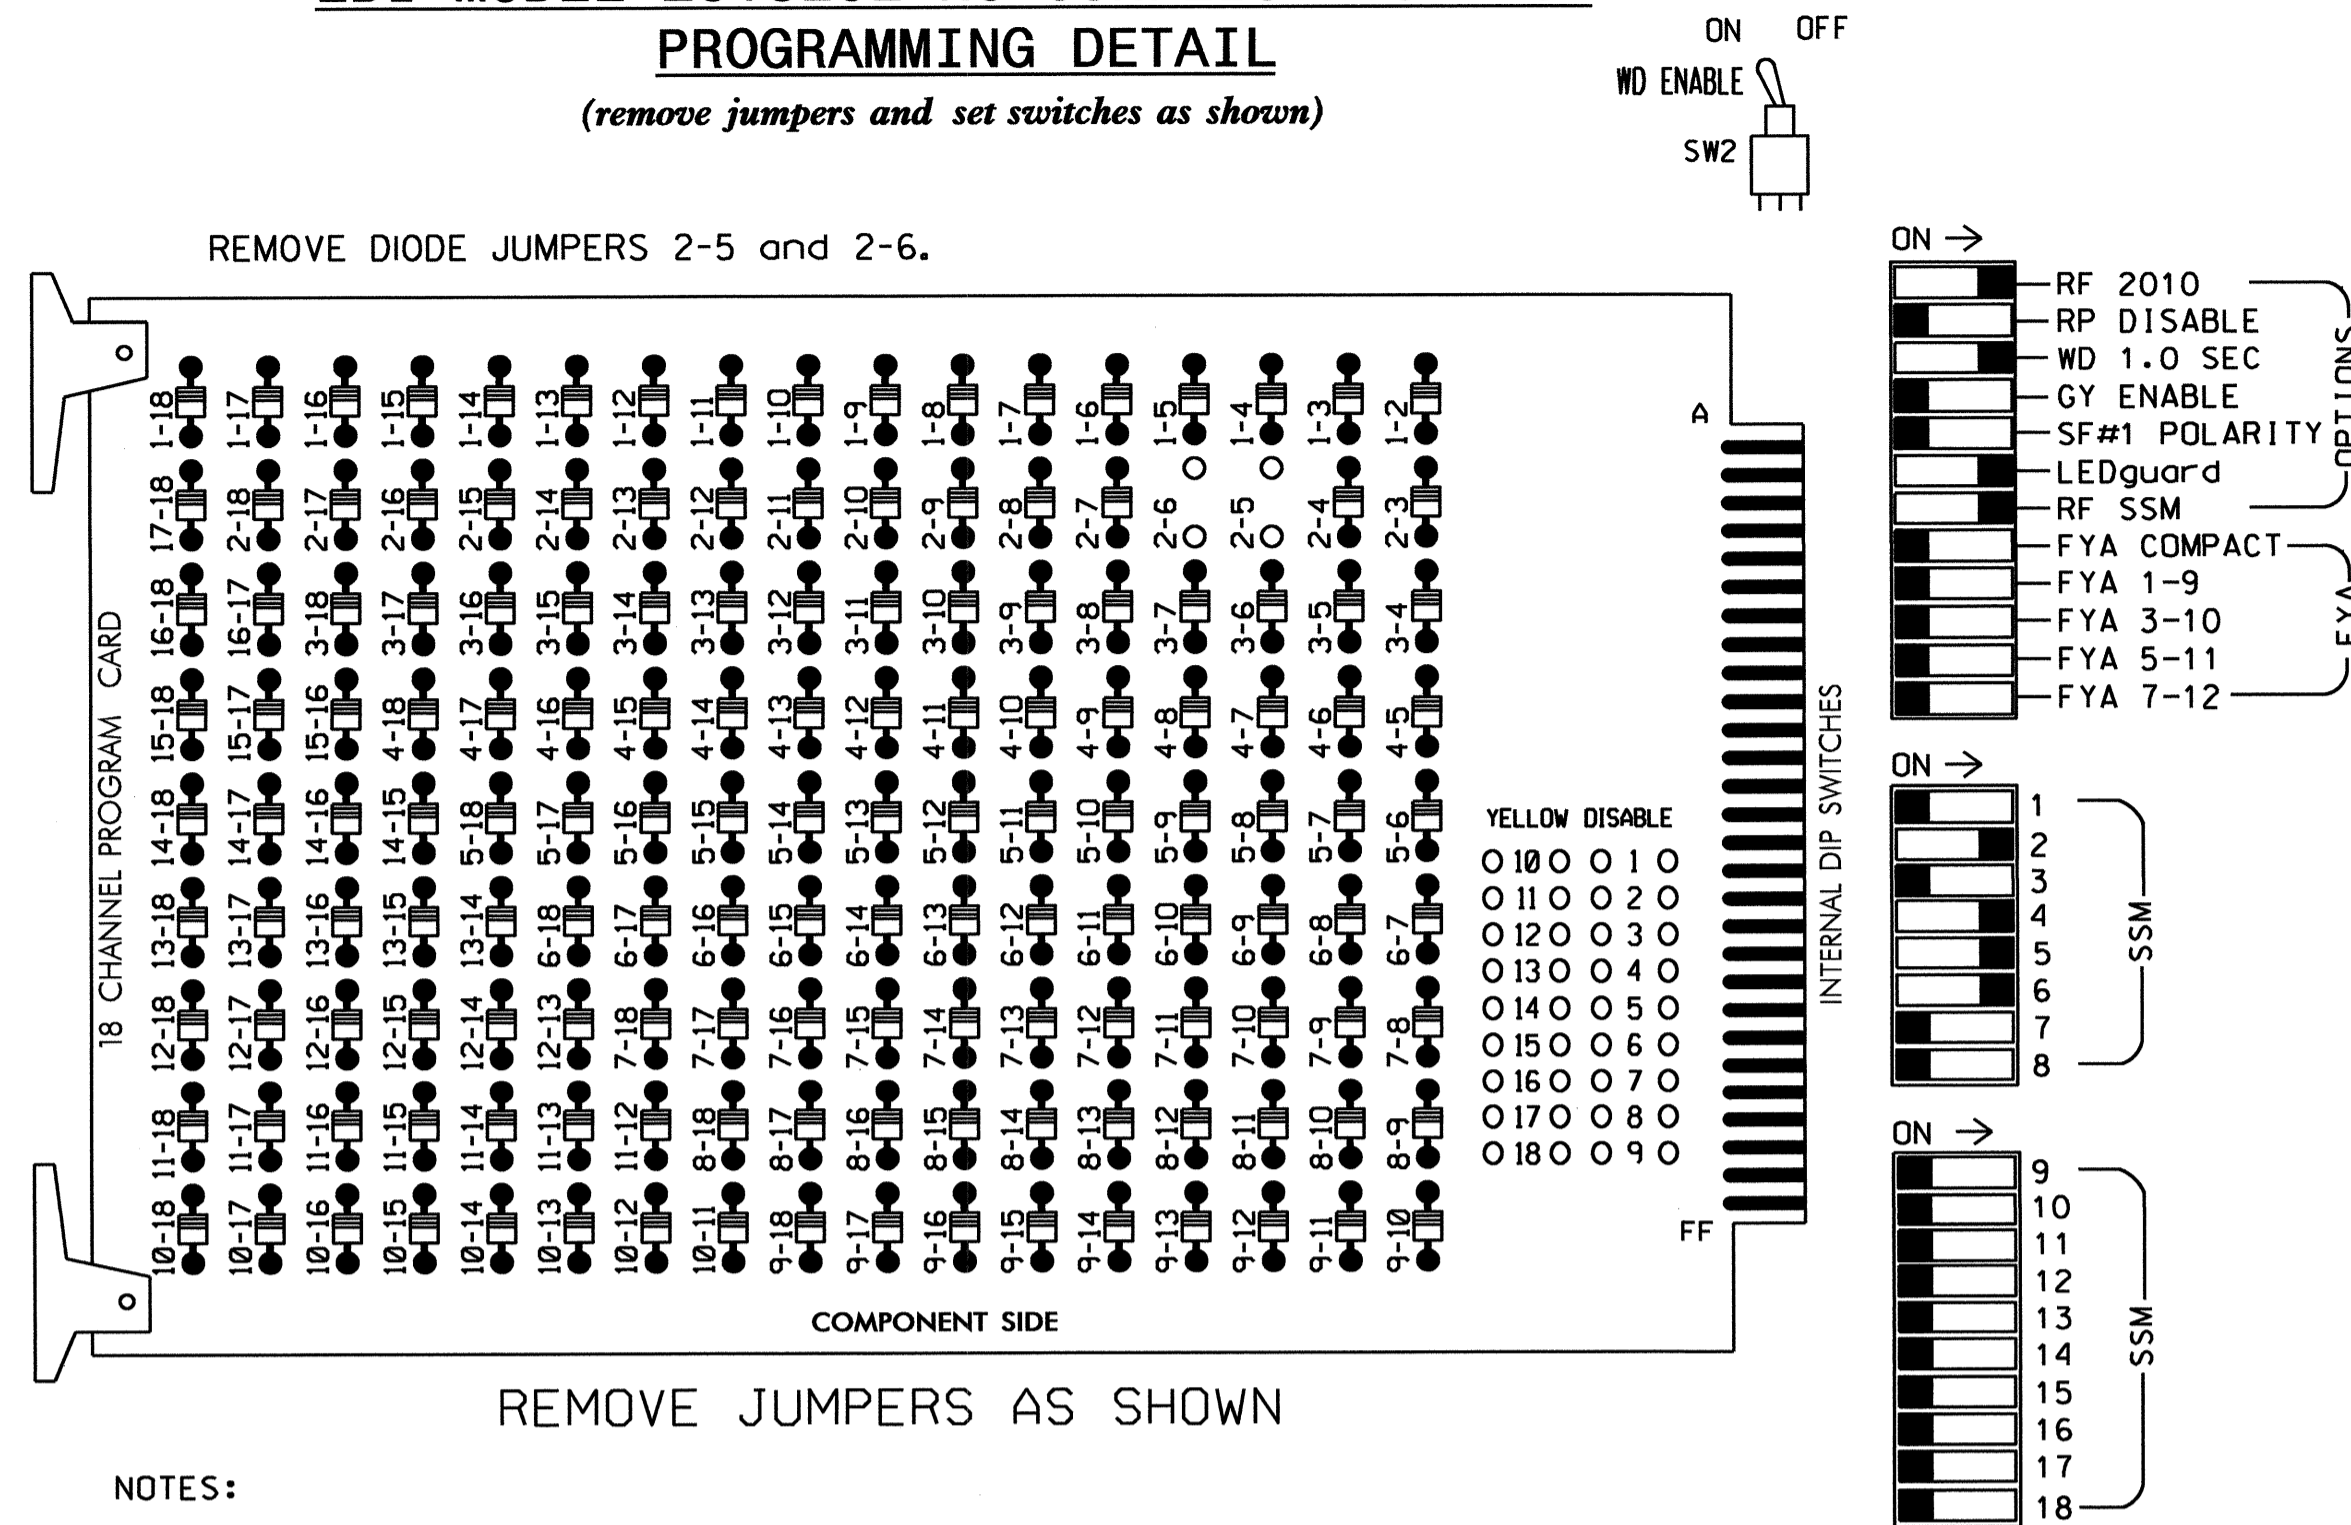 PROGRAMMING DETAIL
(remove jumpers and set switches as shown)
ON OFF
WD ENABLE
SW2
REMOVE DIODE JUMPERS 2-5 and 2-6.
18 CHANNEL PROGRAM CARD
1-18 1-17 1-16 1-15 1-14 1-13 1-12 1-11 1-10 1-9 1-8 1-7 1-6 1-5 1-4 1-3 1-2
17-18 2-18 2-17 2-16 2-15 2-14 2-13 2-12 2-11 2-10 2-9 2-8 2-7 2-6 2-5 2-4 2-3
16-18 16-17 3-18 3-17 3-16 3-15 3-14 3-13 3-12 3-11 3-10 3-9 3-8 3-7 3-6 3-5 3-4
15-18 15-17 15-16 4-18 4-17 4-16 4-15 4-14 4-13 4-12 4-11 4-10 4-9 4-8 4-7 4-6 4-5
14-18 14-17 14-16 14-15 5-18 5-17 5-16 5-15 5-14 5-13 5-12 5-11 5-10 5-9 5-8 5-7 5-6
13-18 13-17 13-16 13-15 13-14 6-18 6-17 6-16 6-15 6-14 6-13 6-12 6-11 6-10 6-9 6-8 6-7
12-18 12-17 12-16 12-15 12-14 12-13 7-18 7-17 7-16 7-15 7-14 7-13 7-12 7-11 7-10 7-9 7-8
11-18 11-17 11-16 11-15 11-14 11-13 11-12 8-18 8-17 8-16 8-15 8-14 8-13 8-12 8-11 8-10 8-9
10-18 10-17 10-16 10-15 10-14 10-13 10-12 10-11 9-18 9-17 9-16 9-15 9-14 9-13 9-12 9-11 9-10
A
YELLOW DISABLE
10 1
11 2
12 3
13 4
14 5
15 6
16 7
17 8
18 9
FF
COMPONENT SIDE
INTERNAL DIP SWITCHES
ON
RF 2010
RP DISABLE
WD 1.0 SEC
GY ENABLE
SF#1 POLARITY
LEDguard
RF SSM
OPTIONS
FYA COMPACT
FYA 1-9
FYA 3-10
FYA 5-11
FYA 7-12
FYA
ON
1
2
3
4
5
6
7
8
SSM
ON
9
10
11
12
13
14
15
16
17
18
SSM
REMOVE JUMPERS AS SHOWN
NOTES: